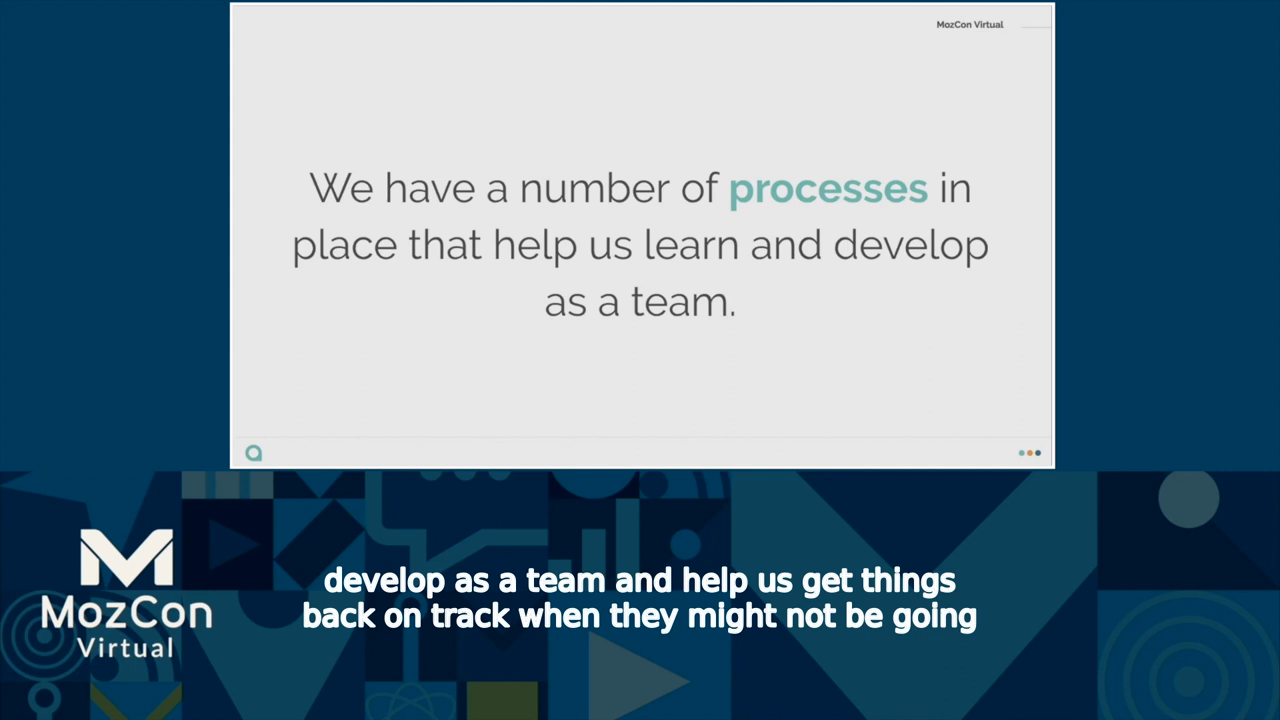 MozCon Virtual
We have a number of processes in
place that help us learn and develop
as a team.
MozCon
Virtual
develop as a team and help us get things
back on track when they might not be going